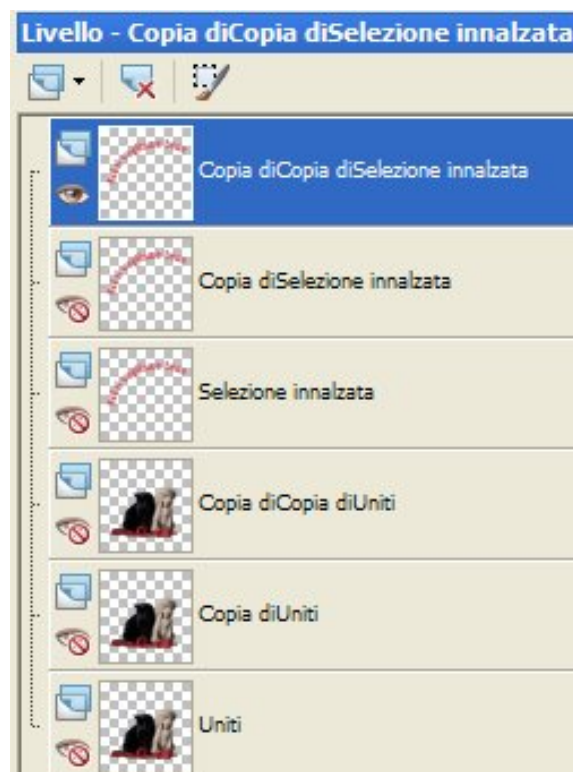 Livello - Copia diCopia diSelezione innalzata
Copia diCopia diSelezione innalzata
Copia diSelezione innalzata
Selezione innalzata
Copia diCopia diUniti
Copia diUniti
Uniti